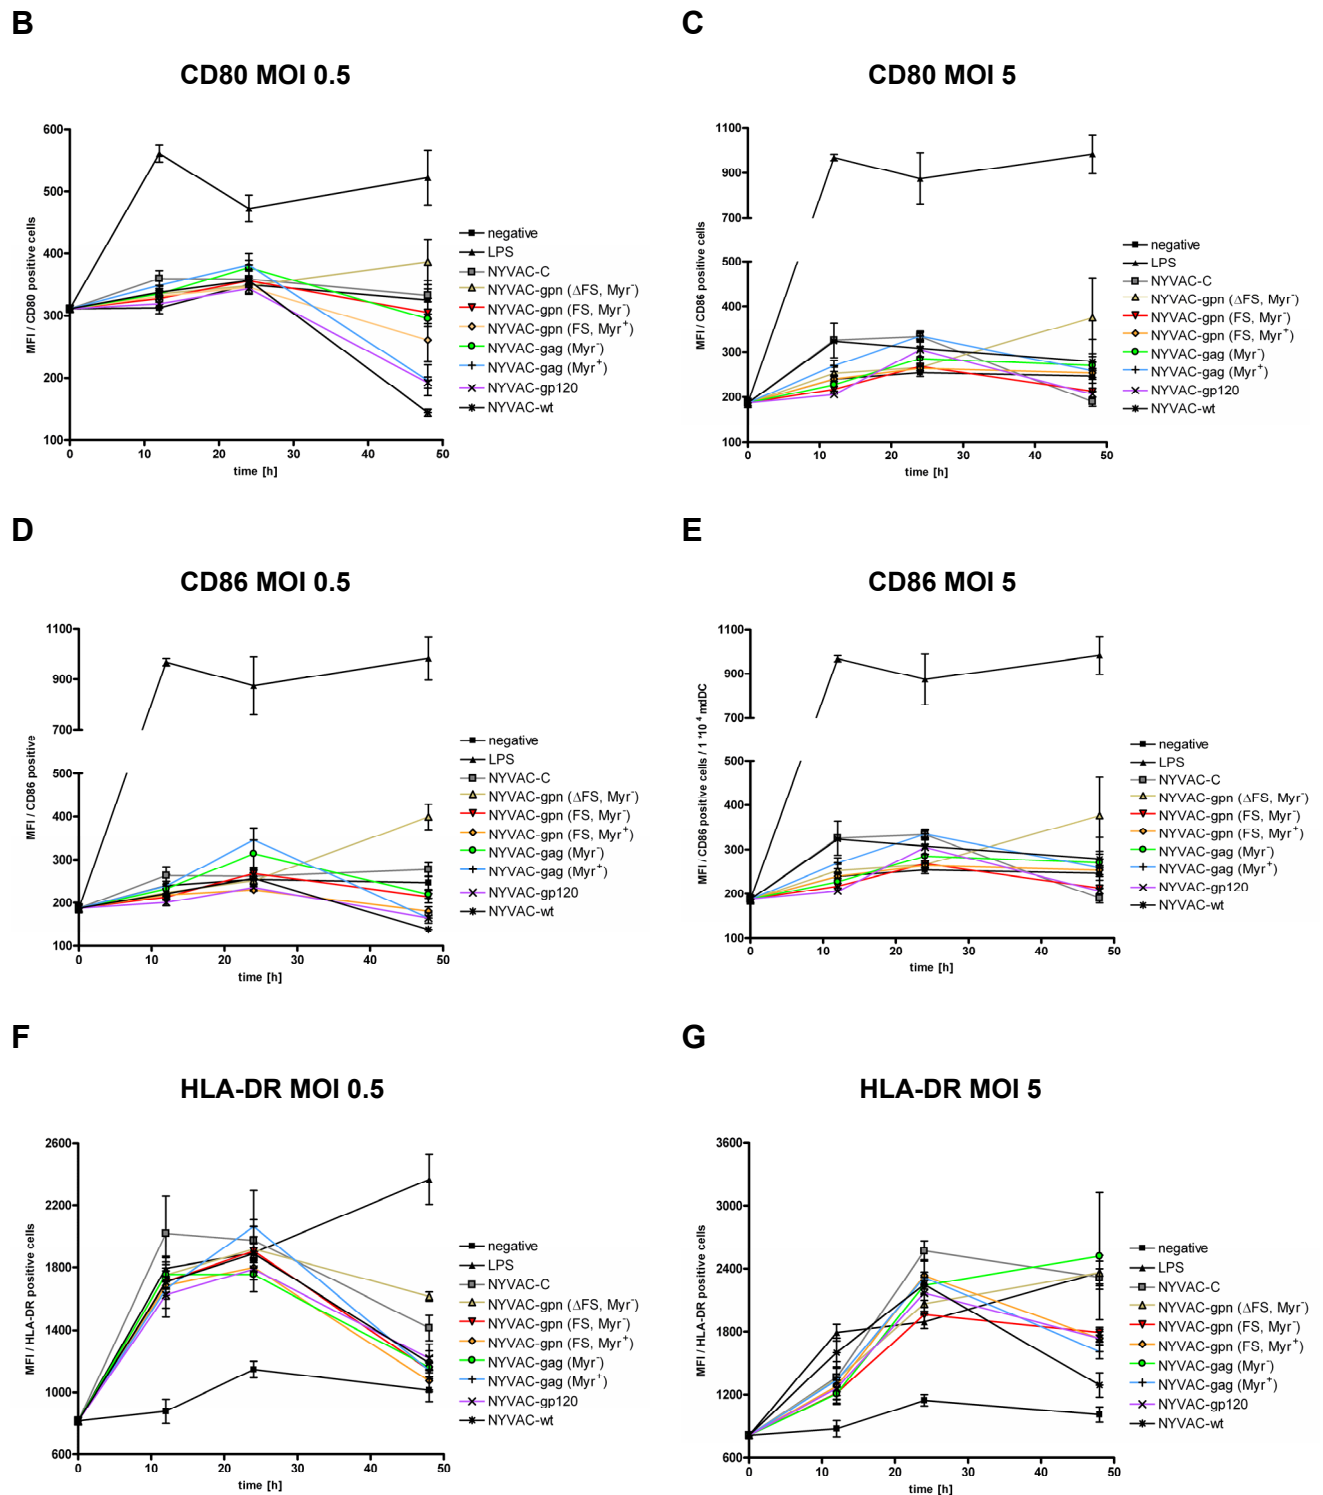 B
CD80 MOI 0.5
MFI / CD80 positive cells
600
500
400
300
200
100
0
10
20
30
40
50
time [h]
negative
LPS
NYVAC-C
NYVAC-gpn (ΔFS, Myr⁻)
NYVAC-gpn (FS, Myr⁻)
NYVAC-gpn (FS, Myr⁺)
NYVAC-gag (Myr⁻)
NYVAC-gag (Myr⁺)
NYVAC-gp120
NYVAC-wt
C
CD80 MOI 5
MFI / CD86 positive cells
1100
900
700
500
400
300
200
100
0
10
20
30
40
50
time [h]
negative
LPS
NYVAC-C
NYVAC-gpn (ΔFS, Myr⁻)
NYVAC-gpn (FS, Myr⁻)
NYVAC-gpn (FS, Myr⁺)
NYVAC-gag (Myr⁻)
NYVAC-gag (Myr⁺)
NYVAC-gp120
NYVAC-wt
D
CD86 MOI 0.5
MFI / CD86 positive
1100
900
700
500
400
300
200
100
0
10
20
30
40
50
time [h]
negative
LPS
NYVAC-C
NYVAC-gpn (ΔFS, Myr⁻)
NYVAC-gpn (FS, Myr⁻)
NYVAC-gpn (FS, Myr⁺)
NYVAC-gag (Myr⁻)
NYVAC-gag (Myr⁺)
NYVAC-gp120
NYVAC-wt
E
CD86 MOI 5
MFI / CD86 positive cells / 1 *10⁴ mdDC
1100
900
700
500
400
300
200
100
0
10
20
30
40
50
time [h]
negative
LPS
NYVAC-C
NYVAC-gpn (ΔFS, Myr⁻)
NYVAC-gpn (FS, Myr⁻)
NYVAC-gpn (FS, Myr⁺)
NYVAC-gag (Myr⁻)
NYVAC-gag (Myr⁺)
NYVAC-gp120
NYVAC-wt
F
HLA-DR MOI 0.5
MFI / HLA-DR positive cells
2600
2200
1800
1400
1000
600
0
10
20
30
40
50
time [h]
negative
LPS
NYVAC-C
NYVAC-gpn (ΔFS, Myr⁻)
NYVAC-gpn (FS, Myr⁻)
NYVAC-gpn (FS, Myr⁺)
NYVAC-gag (Myr⁻)
NYVAC-gag (Myr⁺)
NYVAC-gp120
NYVAC-wt
G
HLA-DR MOI 5
MFI / HLA-DR positive cells
3600
3000
2400
1800
1200
600
0
10
20
30
40
50
time [h]
negative
LPS
NYVAC-C
NYVAC-gpn (ΔFS, Myr⁻)
NYVAC-gpn (FS, Myr⁻)
NYVAC-gpn (FS, Myr⁺)
NYVAC-gag (Myr⁻)
NYVAC-gag (Myr⁺)
NYVAC-gp120
NYVAC-wt